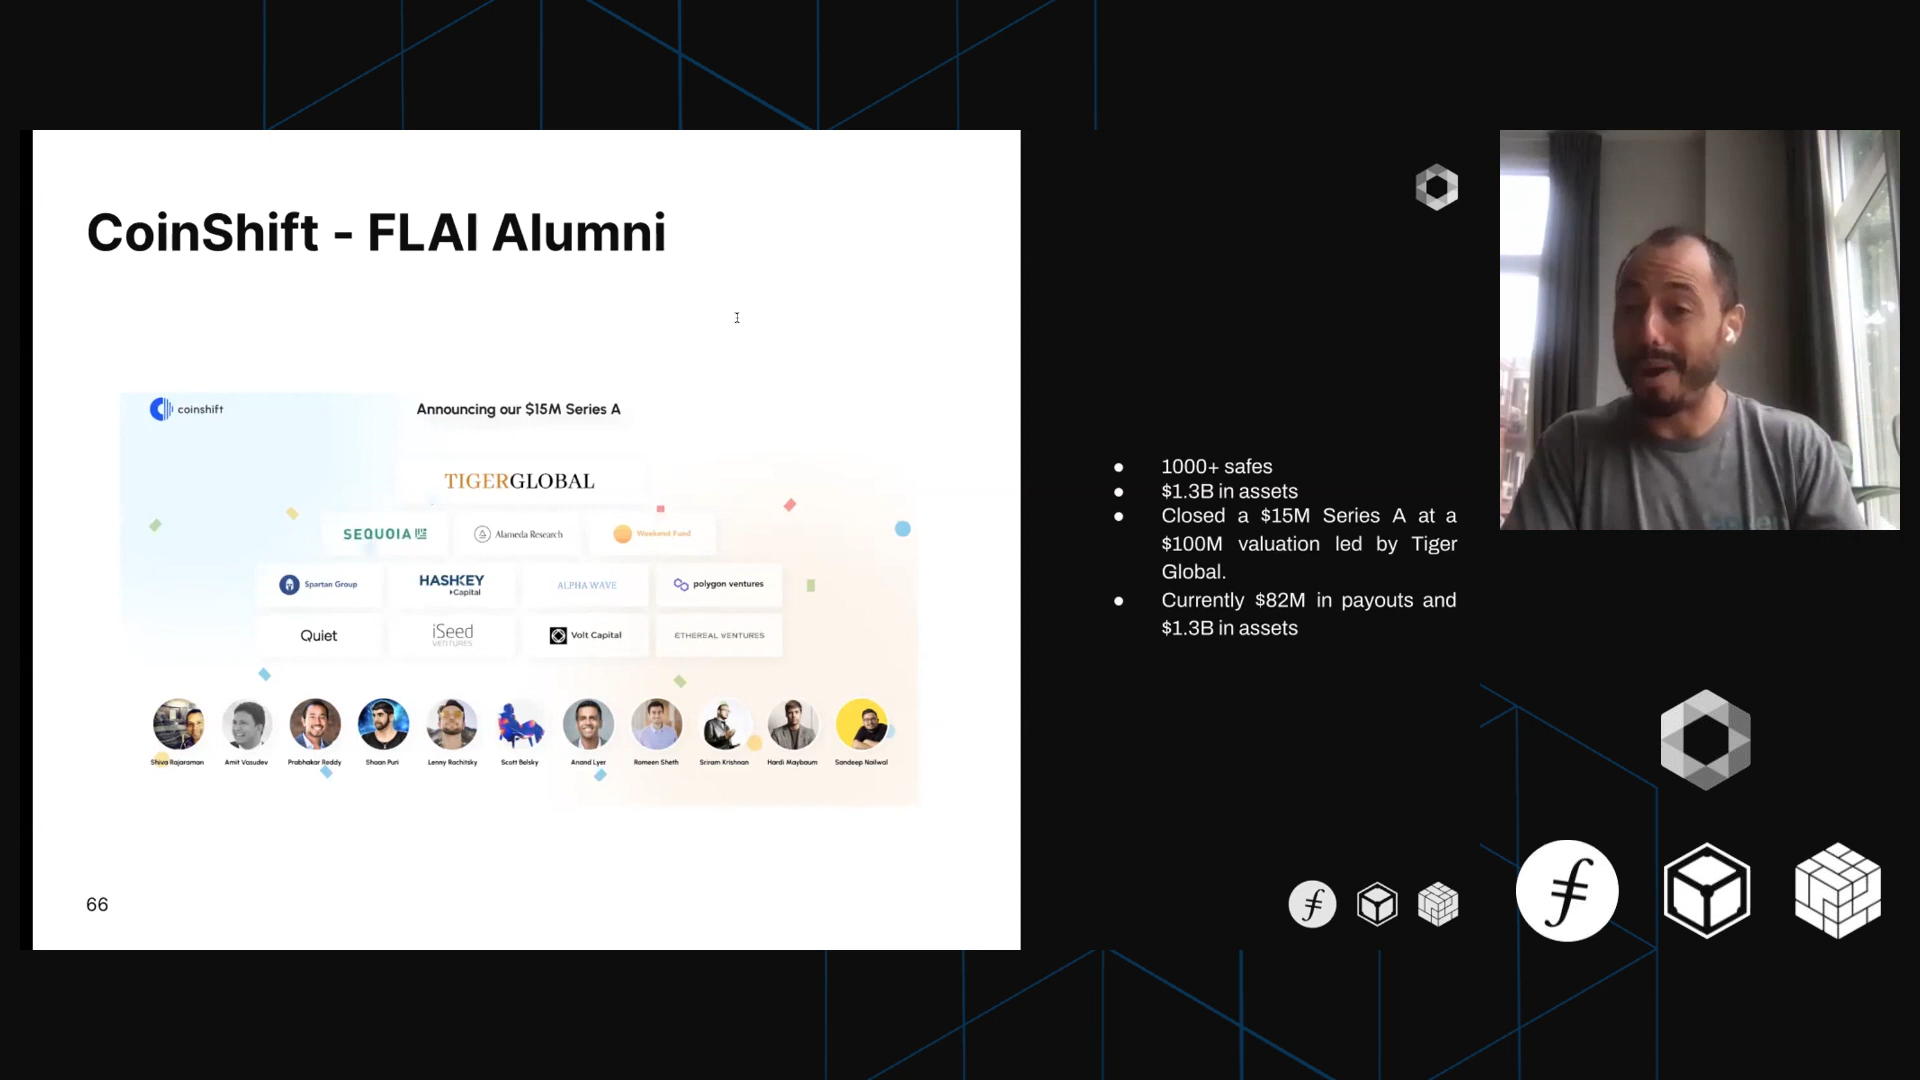 CoinShift - FLAI Alumni
coinshift
Announcing our $15M Series A
TIGERGLOBAL
SEQUOIA
Alameda Research
Weekend Fund
Spartan Group
HASHKEY
Capital
ALPHA WAVE
polygon ventures
Quiet
iSeed
VENTURES
Volt Capital
ETHEREAL VENTURES
Shiva Rajaraman
Amit Vasudev
Prabhakar Reddy
Shaan Puri
Lenny Rachitsky
Scott Belsky
Anand Iyer
Rameen Sheth
Sriram Krishnan
Hardi Meybaum
Sandeep Nailwal
66
● 1000+ safes
● $1.3B in assets
● Closed a $15M Series A at a
$100M valuation led by Tiger
Global.
● Currently $82M in payouts and
$1.3B in assets